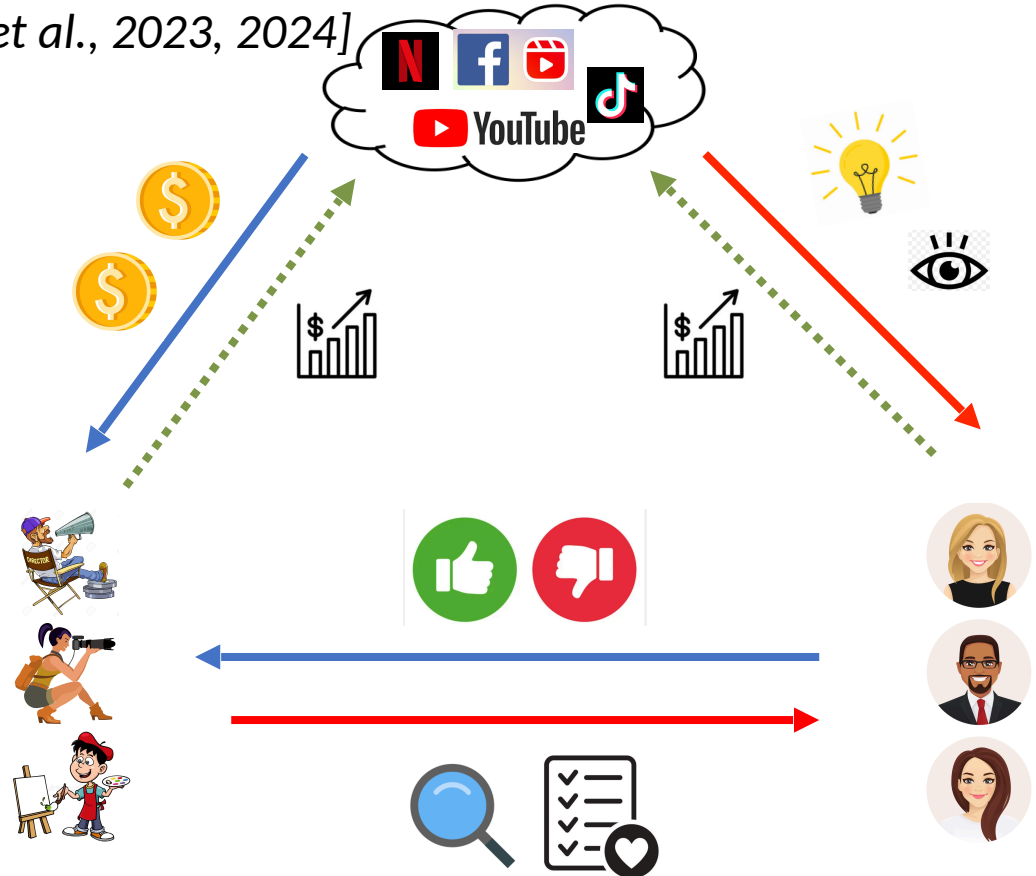 et al., 2023, 2024]
N
f
YouTube
$
$
$
$
DIRECTOR